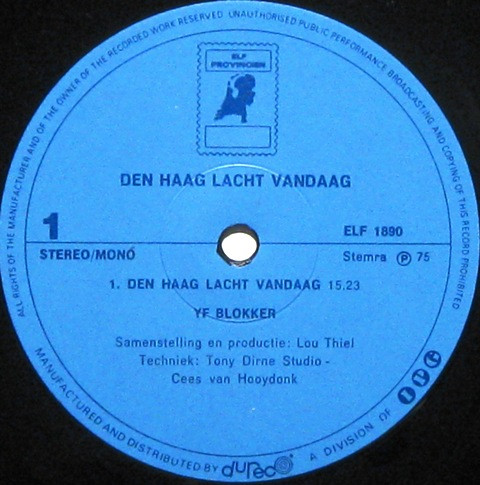 ALL RIGHTS OF THE MANUFACTURER AND OF THE OWNER OF THE RECORDED WORK RESERVED UNAUTHORISED PUBLIC PERFORMANCE BROADCASTING AND COPYING OF THIS RECORD PROHIBITED
ELF
PROVINCIEN
DEN HAAG LACHT VANDAAG
1
ELF 1890
STEREO/MONO
Stemra Ⓟ 75
1. DEN HAAG LACHT VANDAAG 15.23
YF BLOKKER
Samenstelling en productie: Lou Thiel
Techniek: Tony Dirne Studio -
Cees van Hooydonk
MANUFACTURED AND DISTRIBUTED BY dureco A DIVISION OF